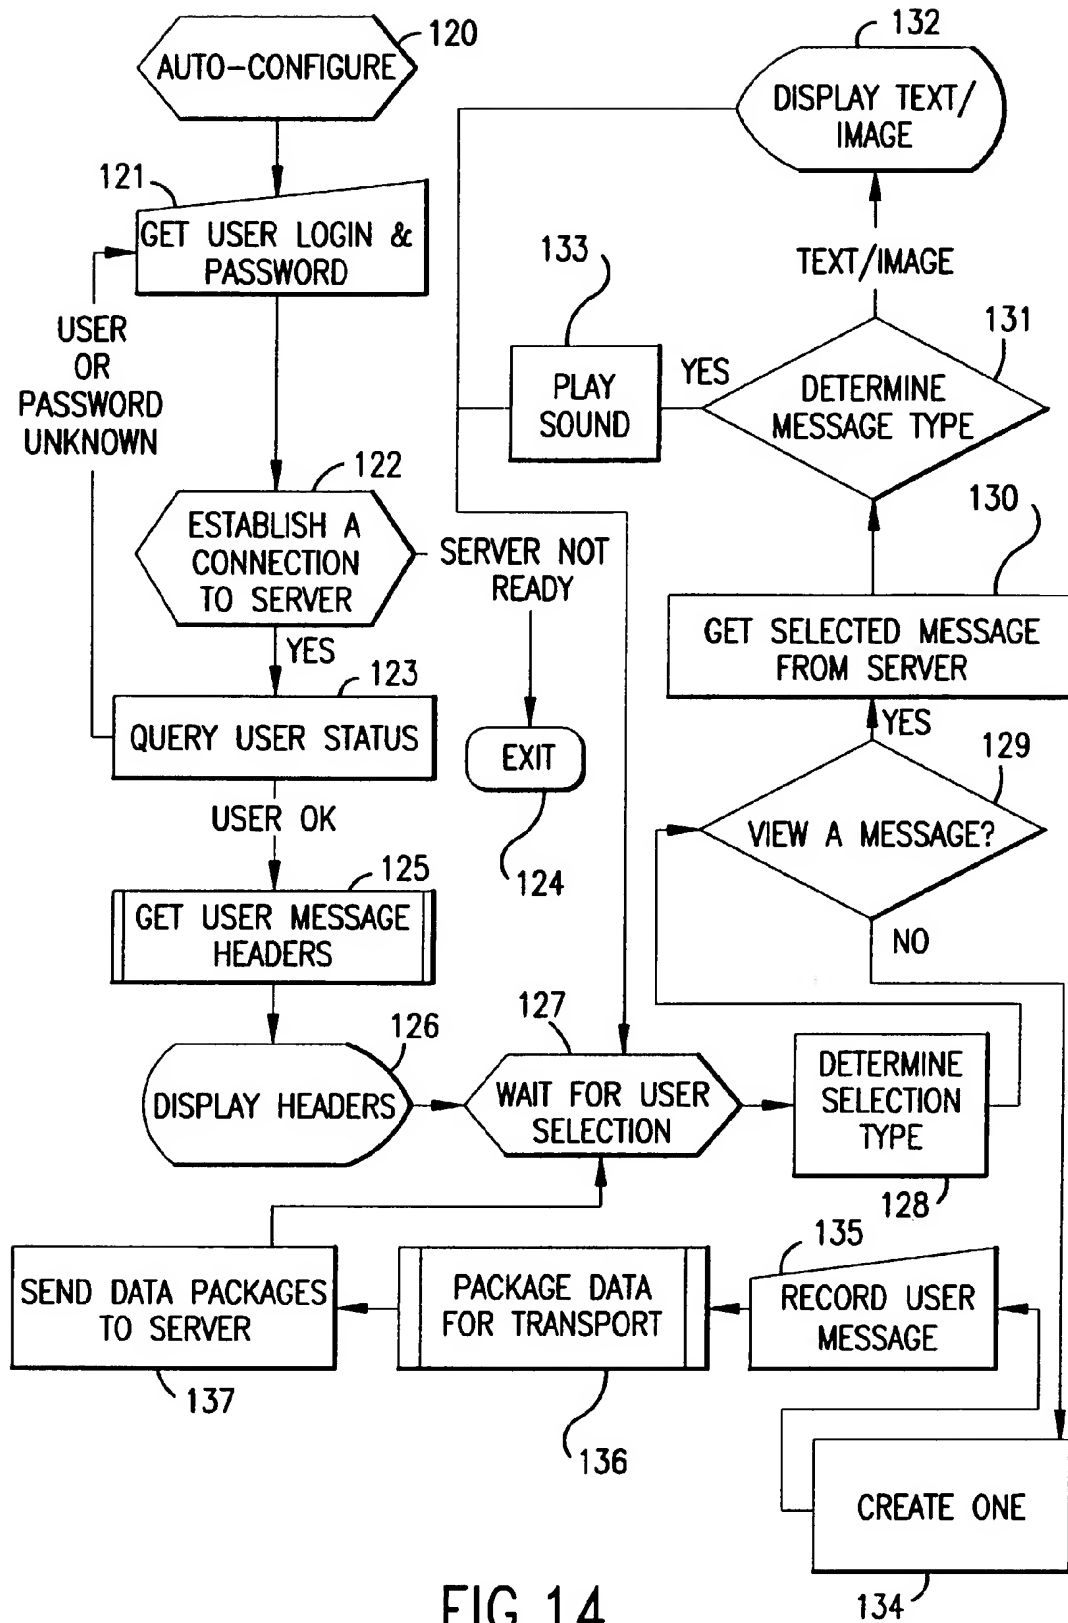 120
AUTO-CONFIGURE
121
GET USER LOGIN &
PASSWORD
USER
OR
PASSWORD
UNKNOWN
122
ESTABLISH A
CONNECTION
TO SERVER
SERVER NOT
READY
YES
123
QUERY USER STATUS
EXIT
124
USER OK
125
GET USER MESSAGE
HEADERS
126
DISPLAY HEADERS
127
WAIT FOR USER
SELECTION
DETERMINE
SELECTION
TYPE
128
129
VIEW A MESSAGE?
YES
NO
130
GET SELECTED MESSAGE
FROM SERVER
131
DETERMINE
MESSAGE TYPE
YES
133
PLAY
SOUND
TEXT/IMAGE
132
DISPLAY TEXT/
IMAGE
CREATE ONE
134
135
RECORD USER
MESSAGE
PACKAGE DATA
FOR TRANSPORT
136
SEND DATA PACKAGES
TO SERVER
137
FIG.14